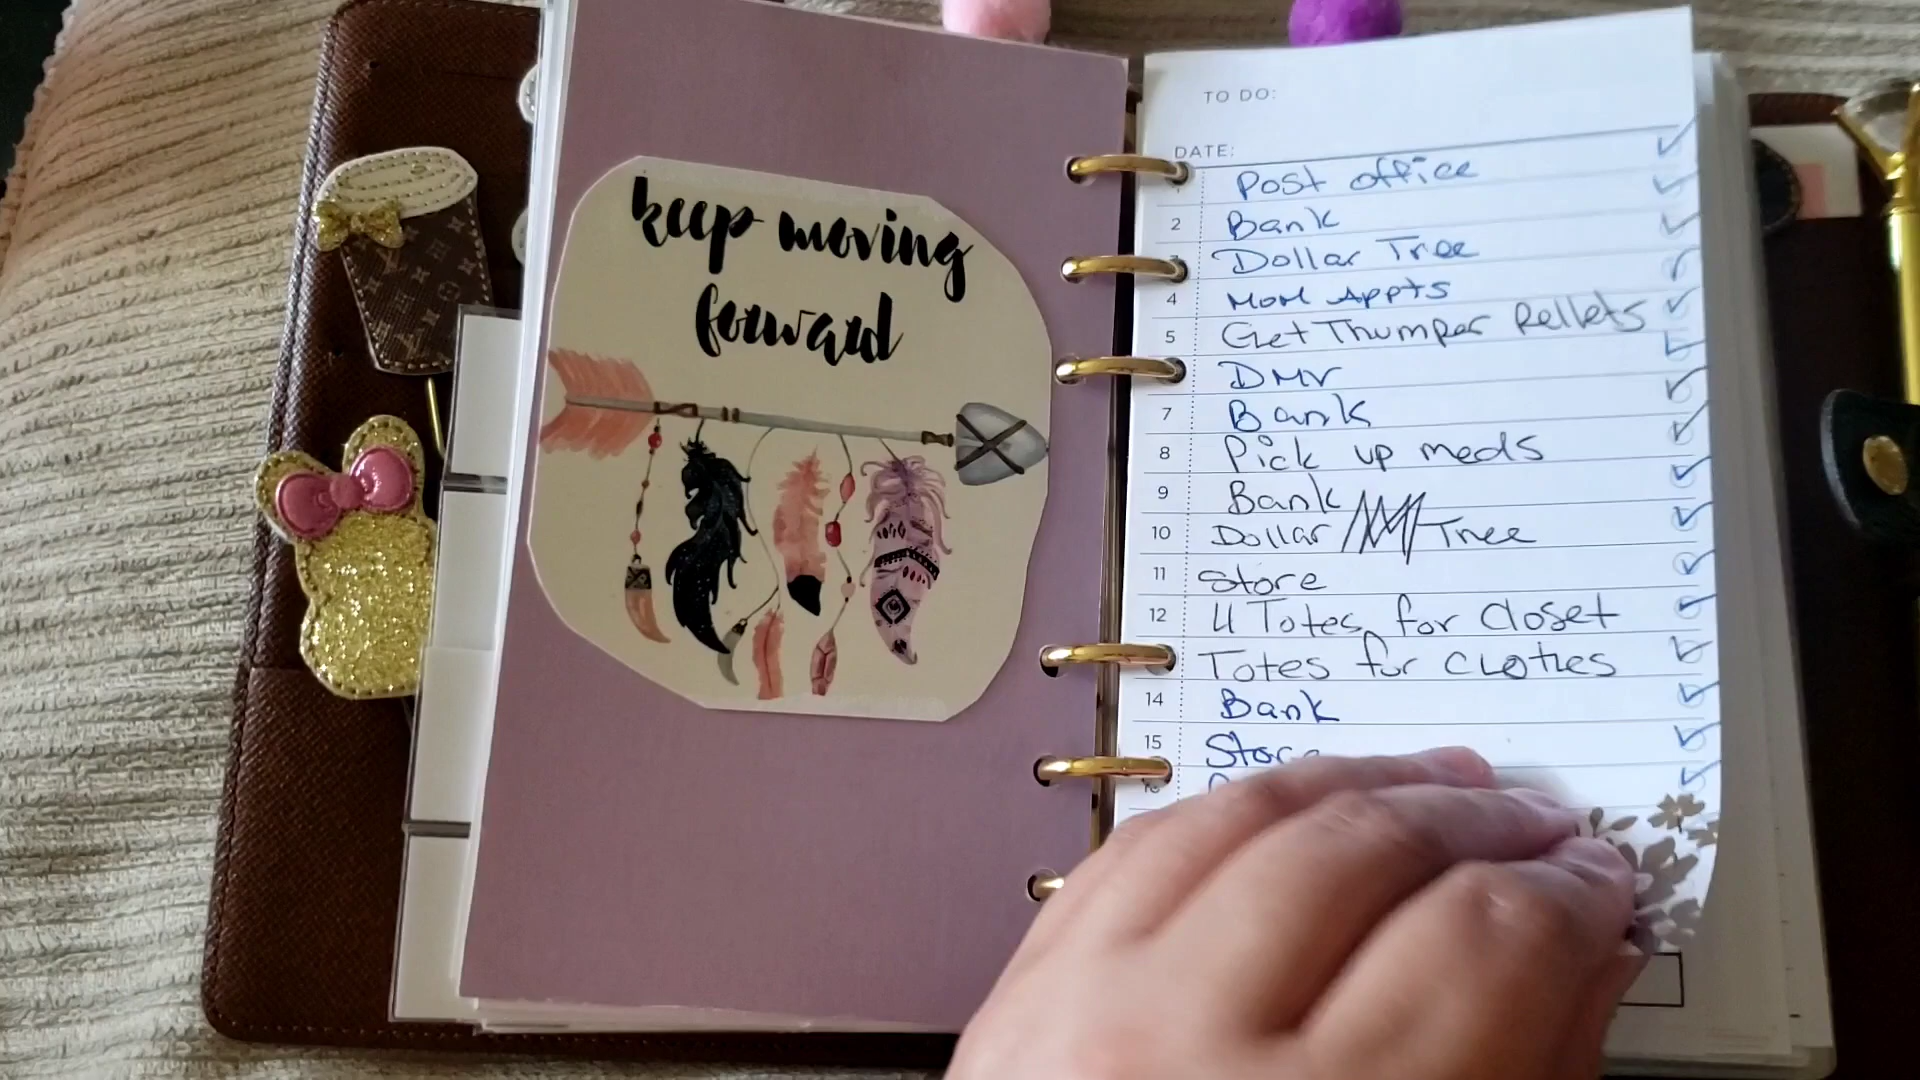 keep moving
forward
TO DO:
DATE:
Post office
2 Bank
3 Dollar Tree
4 Mom Appts
5 Get Thumper Pellets
DMV
7 Bank
8 Pick up meds
9 Bank
10 Dollar Tree
11 Store
12 4 Totes for Closet
Totes for Clothes
14 Bank
15 Store
16